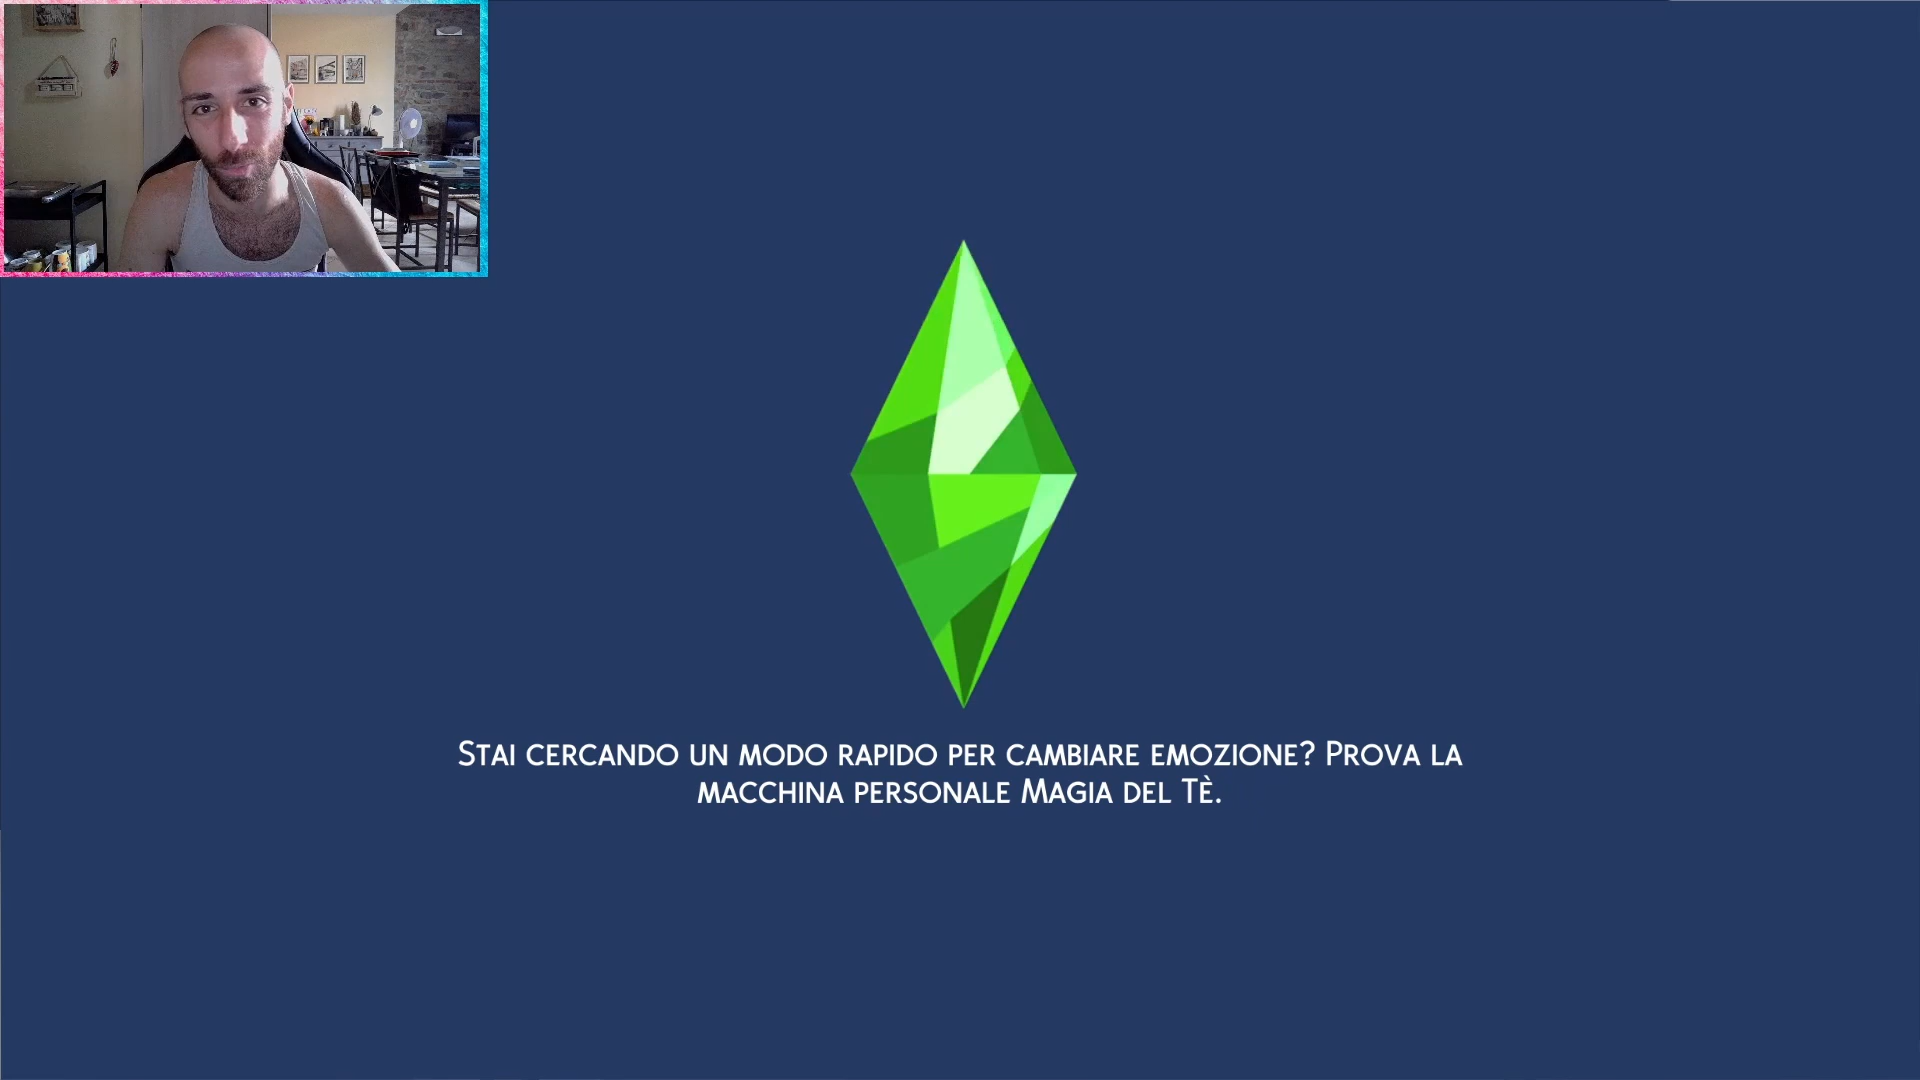 Stai cercando un modo rapido per cambiare emozione? Prova la
macchina personale Magia del Tè.